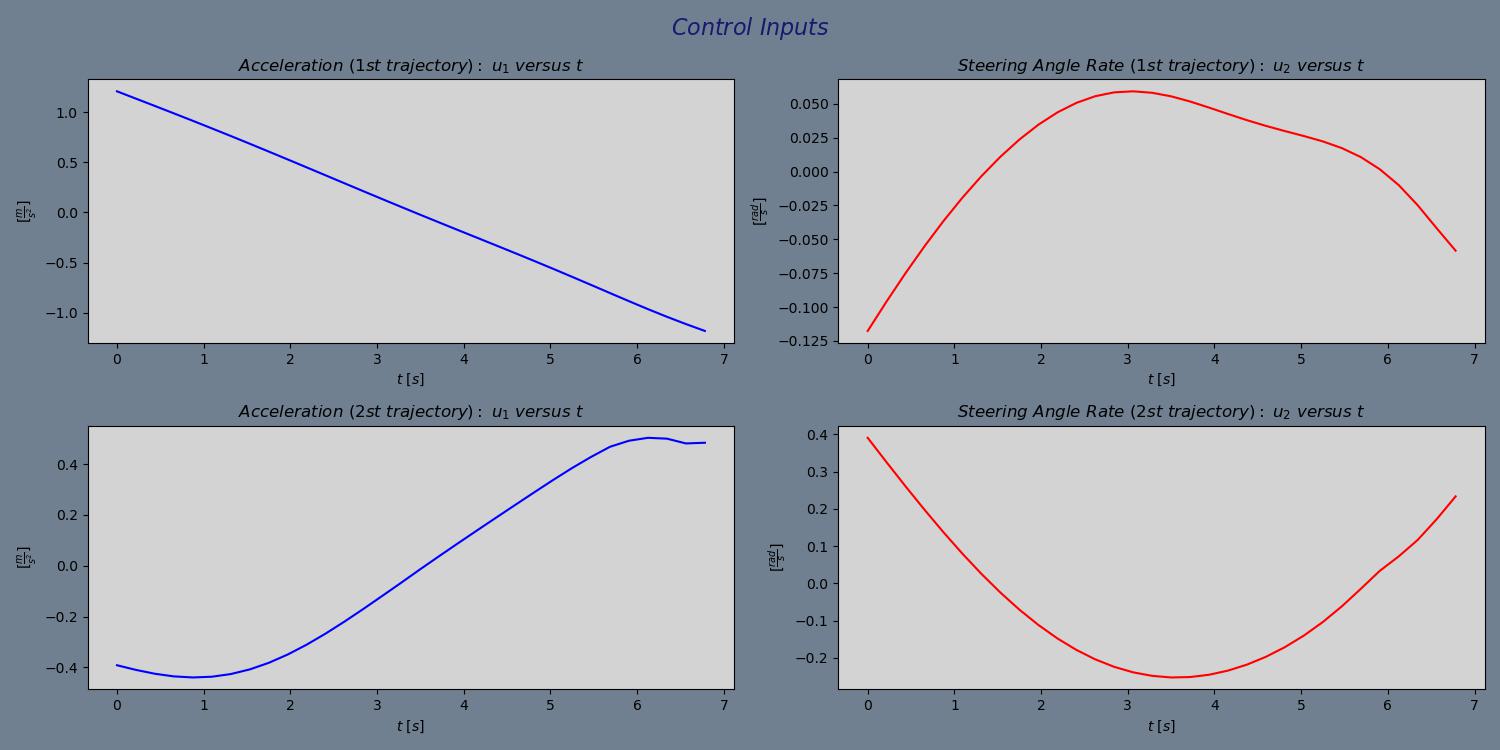 Control Inputs
Acceleration (1st trajectory) : u₁ versus t
1.0
0.5
0.0
−0.5
−1.0
[m/s²]
0 1 2 3 4 5 6 7
t [s]
Steering Angle Rate (1st trajectory) : u₂ versus t
0.050
0.025
0.000
−0.025
−0.050
−0.075
−0.100
−0.125
[rad/s]
0 1 2 3 4 5 6 7
t [s]
Acceleration (2st trajectory) : u₁ versus t
0.4
0.2
0.0
−0.2
−0.4
[m/s²]
0 1 2 3 4 5 6 7
t [s]
Steering Angle Rate (2st trajectory) : u₂ versus t
0.4
0.3
0.2
0.1
0.0
−0.1
−0.2
[rad/s]
0 1 2 3 4 5 6 7
t [s]